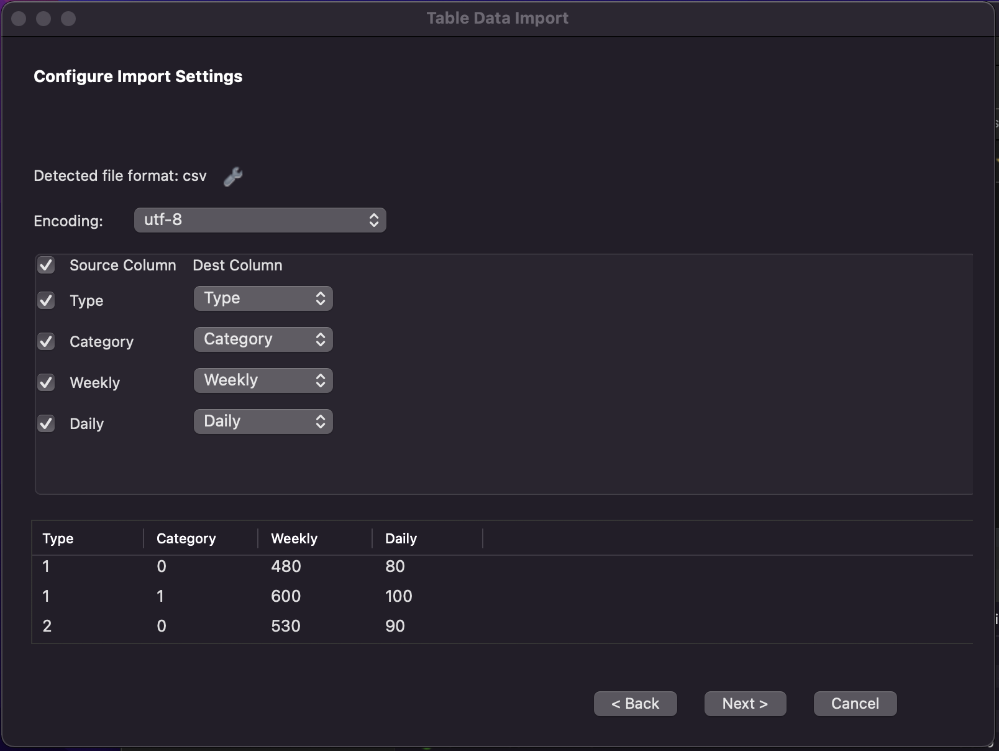 Table Data Import
Configure Import Settings
Detected file format: csv
Encoding: utf-8
Source Column Dest Column
Type Type
Category Category
Weekly Weekly
Daily Daily
Type Category Weekly Daily
1 0 480 80
1 1 600 100
2 0 530 90
< Back Next > Cancel